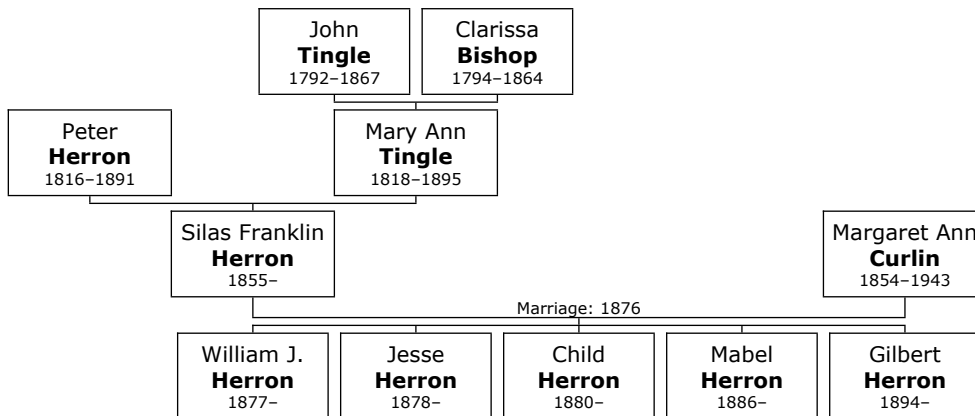 John
Tingle
1792–1867
Clarissa
Bishop
1794–1864
Peter
Herron
1816–1891
Mary Ann
Tingle
1818–1895
Silas Franklin
Herron
1855–
Margaret Ann
Curlin
1854–1943
Marriage: 1876
William J.
Herron
1877–
Jesse
Herron
1878–
Child
Herron
1880–
Mabel
Herron
1886–
Gilbert
Herron
1894–